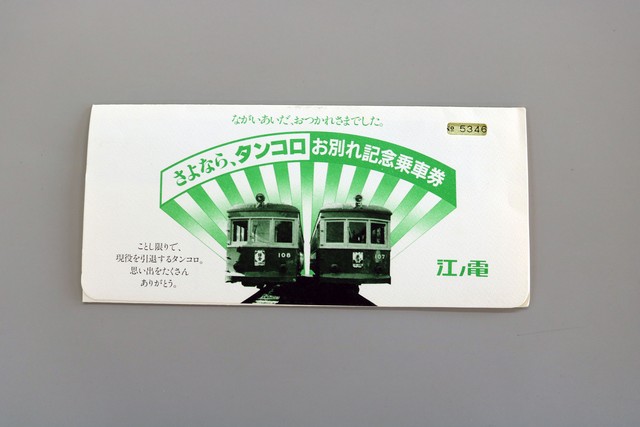 ながいあいだ、おつかれさまでした。
5346
さよなら、タンコロ お別れ記念乗車券
108
107
ことし限りで、
現役を引退するタンコロ。
思い出をたくさん
ありがとう。
江ノ電